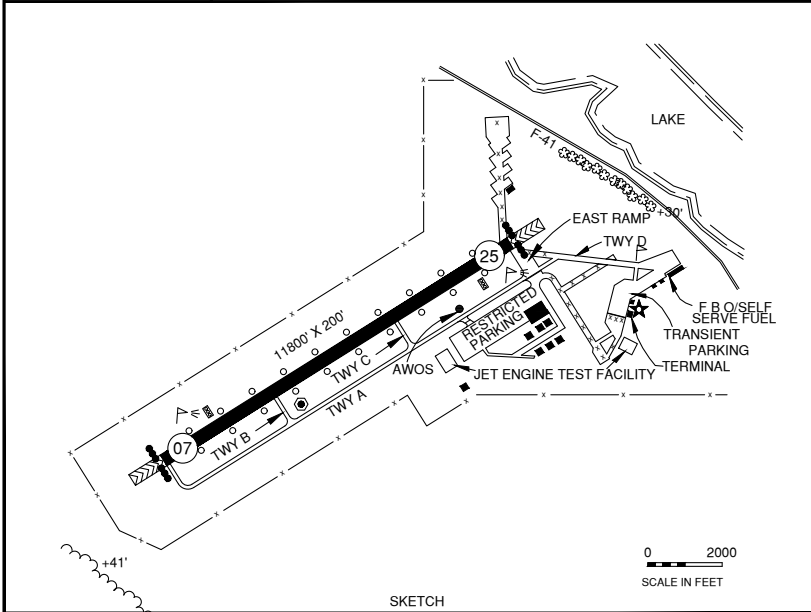 LAKE
F-41
+30'
EAST RAMP
TWY D
25
F B O/SELF
SERVE FUEL
TRANSIENT
PARKING
TERMINAL
RESTRICTED
PARKING
11800' X 200'
AWOS
JET ENGINE TEST FACILITY
TWY C
TWY A
TWY B
07
+41'
0 2000
SCALE IN FEET
SKETCH